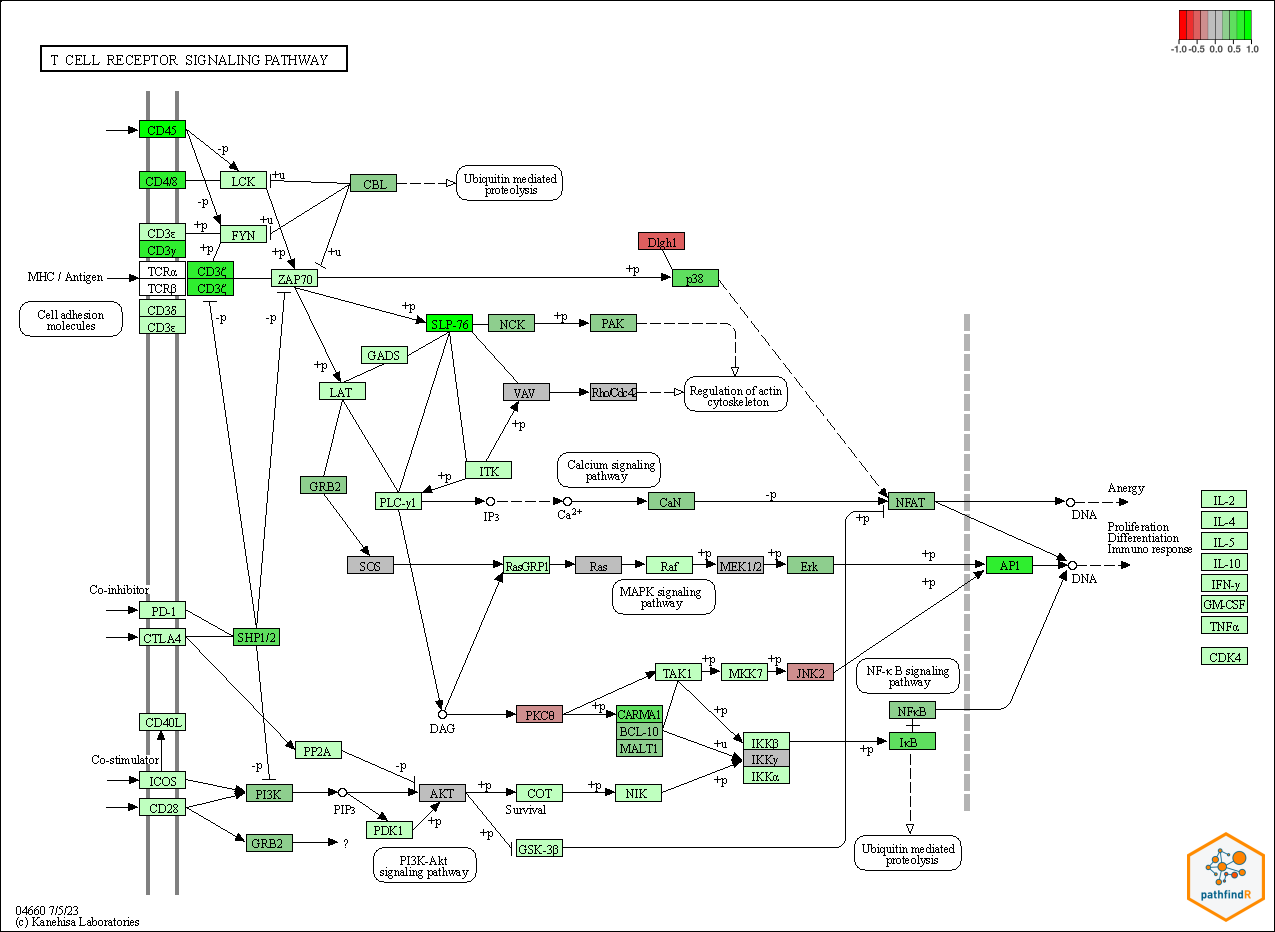 -1.0 -0.5 0.0 0.5 1.0
T CELL RECEPTOR SIGNALING PATHWAY
CD45
-p
CD4/8
LCK
+u
CBL
Ubiquitin mediated
proteolysis
-p
CD3ε
+p
FYN
+u
CD3γ
+p
+p
+u
Dlgh1
MHC / Antigen
TCRα
CD3ζ
TCRβ
CD3ζ
ZAP70
+p
p38
Cell adhesion
molecules
CD3δ
CD3ε
-p
-p
+p
SLP-76
NCK
+p
PAK
GADS
+p
LAT
VAV
Rho/Cdc42
Regulation of actin
cytoskeleton
+p
ITK
+p
Calcium signaling
pathway
GRB2
PLC-γ1
IP3
Ca2+
CaN
-p
NFAT
+p
DNA
Anergy
Proliferation
Differentiation
Immuno response
IL-2
IL-4
IL-5
IL-10
IFN-γ
GM-CSF
TNFα
CDK4
SOS
RasGRP1
Ras
Raf
+p
MEK1/2
+p
Erk
+p
AP1
DNA
+p
MAPK signaling
pathway
Co-inhibitor
PD-1
CTLA4
SHP1/2
TAK1
+p
MKK7
+p
JNK2
NF-κB signaling
pathway
DAG
PKCθ
+p
CARMA1
BCL-10
MALT1
+p
+u
IKKβ
IKKγ
IKKα
+p
NFκB
IκB
CD40L
PP2A
Co-stimulator
ICOS
CD28
-p
PI3K
PIP3
-p
AKT
+p
COT
+p
NIK
+p
Survival
PDK1
+p
+p
GRB2
?
GSK-3β
PI3K-Akt
signaling pathway
Ubiquitin mediated
proteolysis
04660 7/5/23
(c) Kanehisa Laboratories
pathfindR